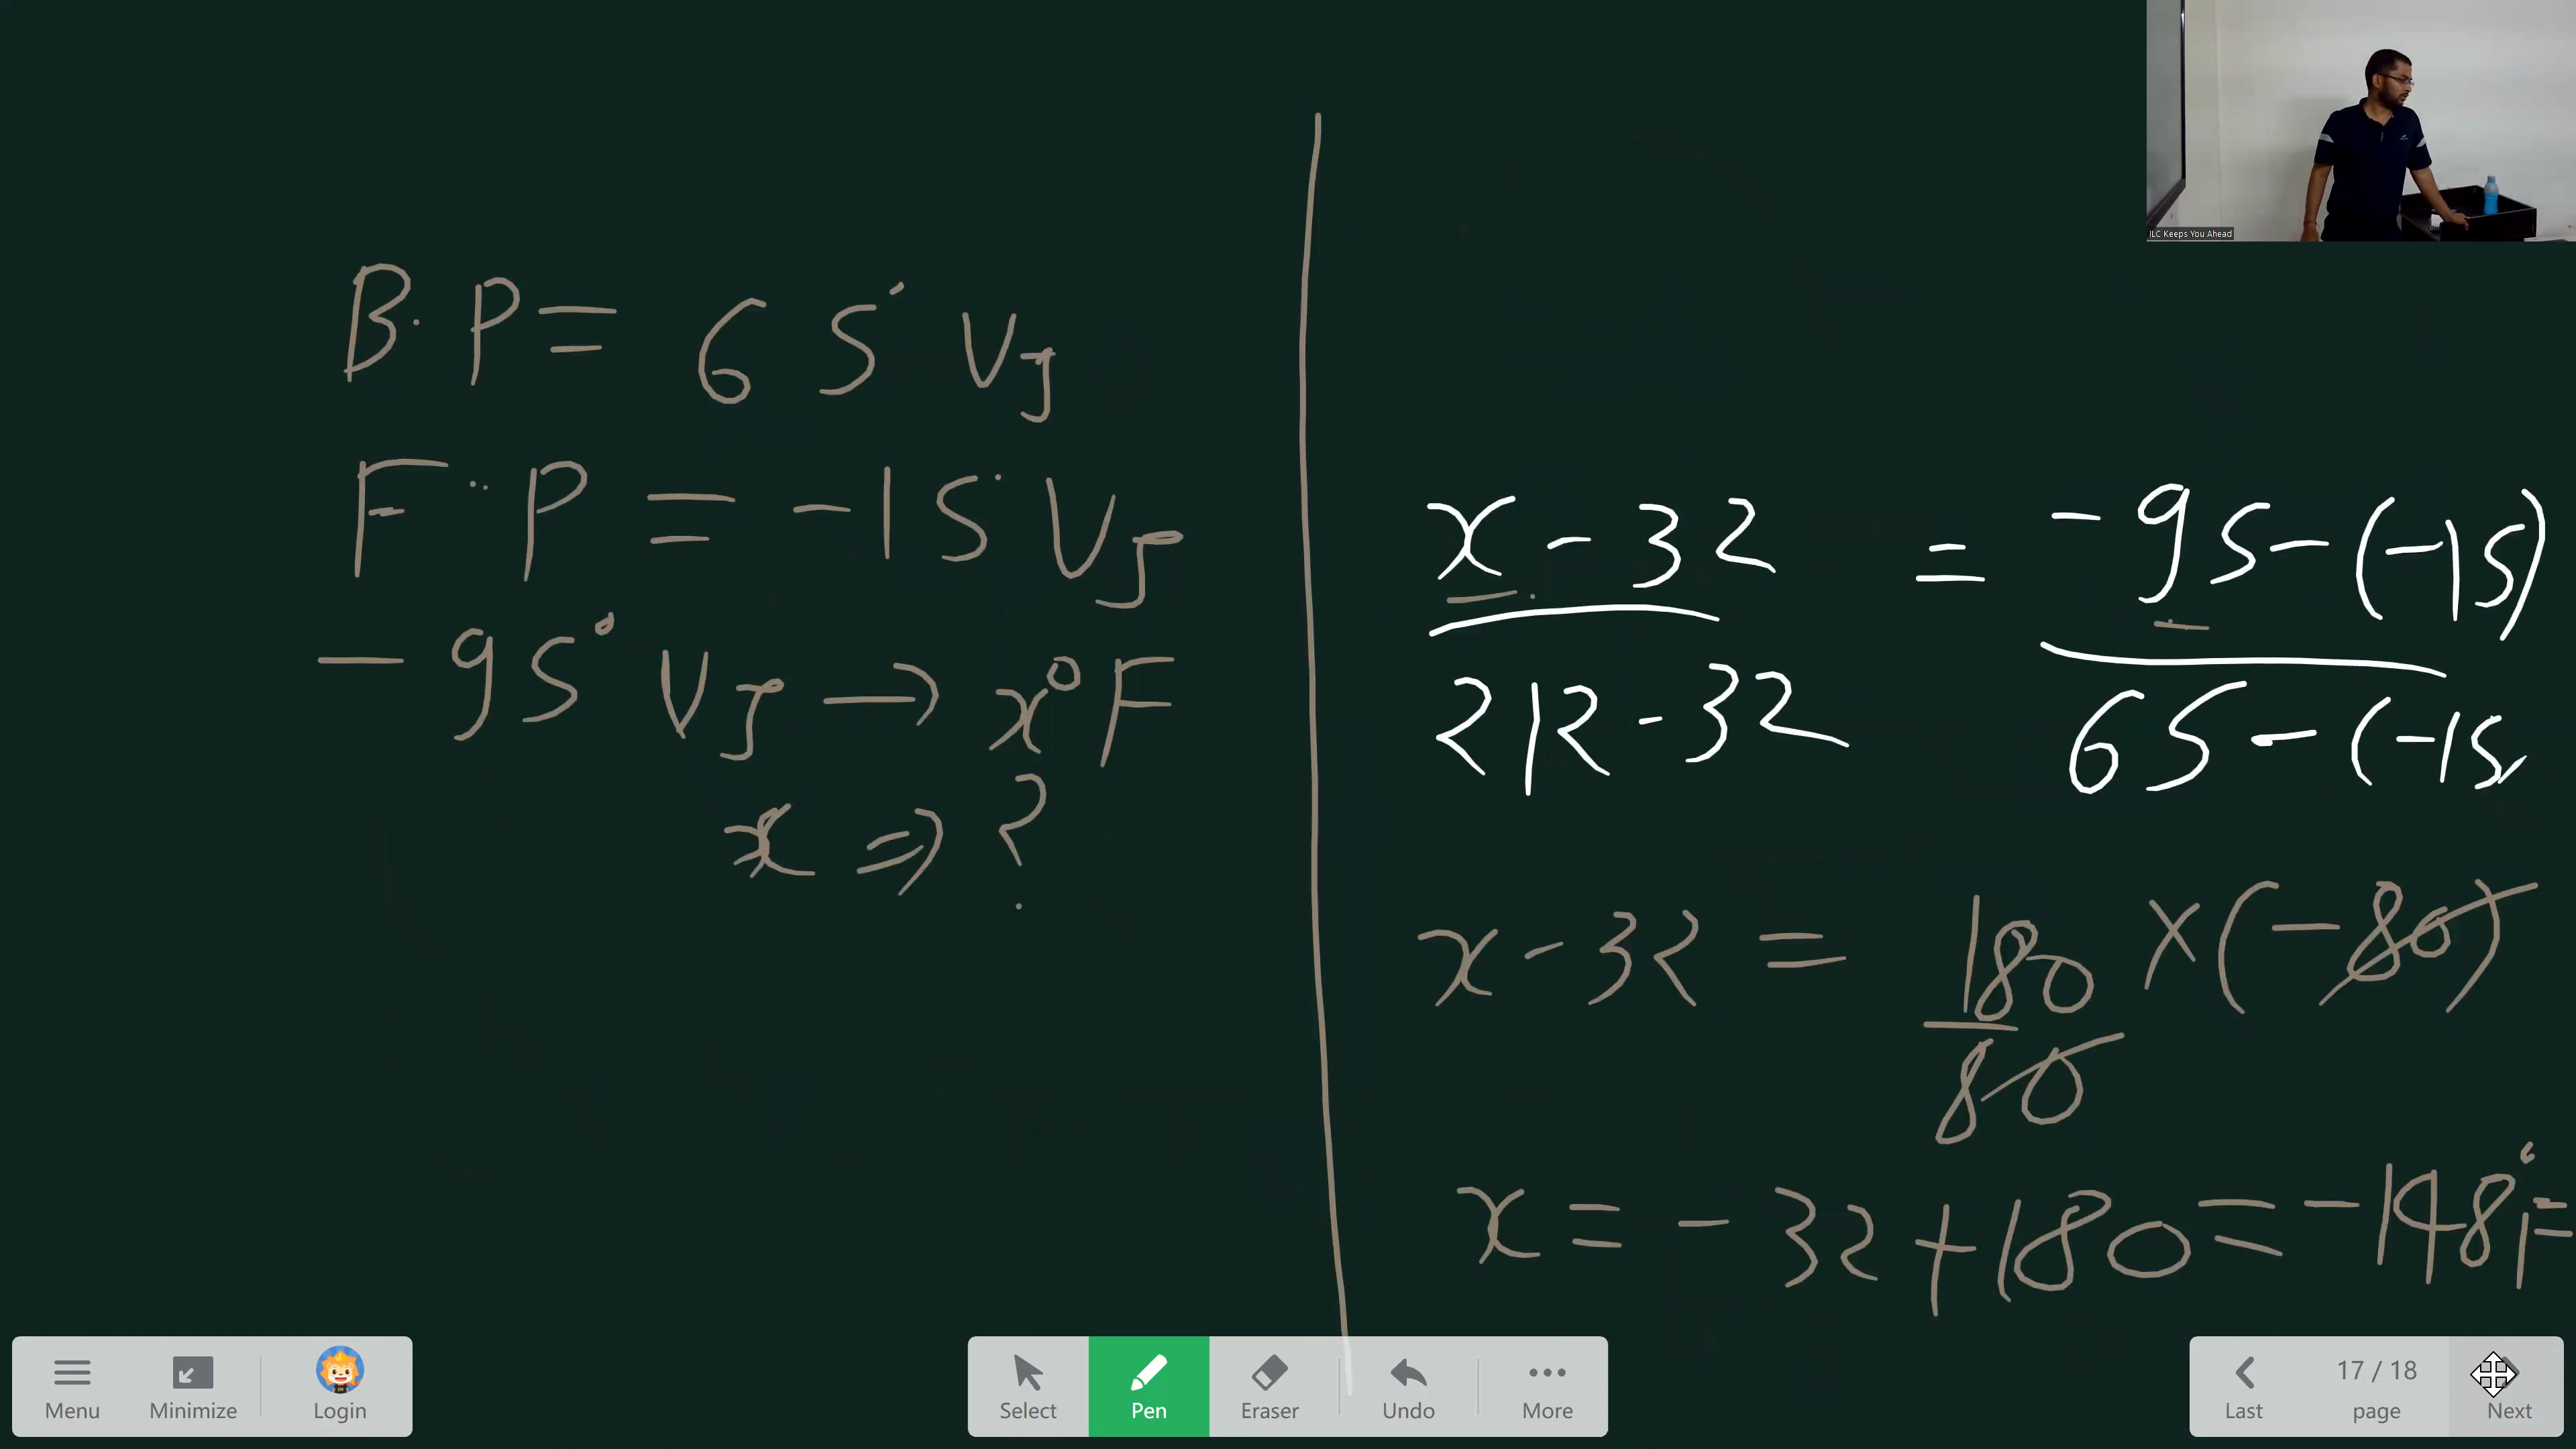 ILC Keeps You Ahead
B.P = 65° VJ
F.P = -15° VJ
-95° VJ → x°F
x ⇒ ?
x - 32 = -95 - (-15)
212 - 32 65 - (-15
x - 32 = 180 × (-80)
80
x = -32 + 180 = -148°F
Menu
Minimize
Login
Select
Pen
Eraser
Undo
More
Last
17 / 18
page
Next